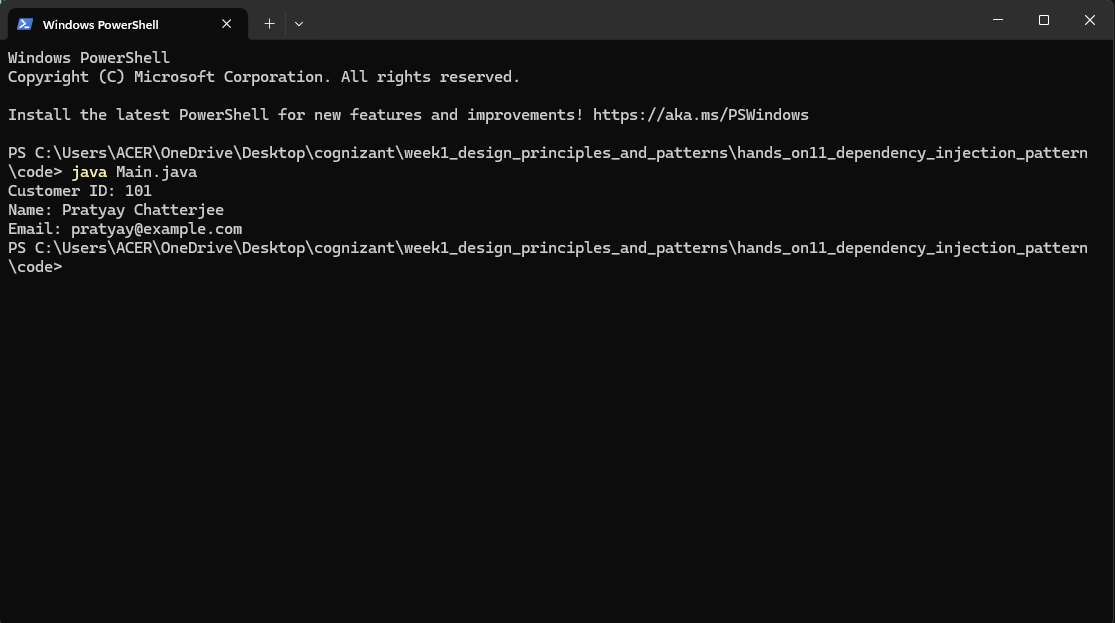 Windows PowerShell
Windows PowerShell
Copyright (C) Microsoft Corporation. All rights reserved.
Install the latest PowerShell for new features and improvements! https://aka.ms/PSWindows
PS C:\Users\ACER\OneDrive\Desktop\cognizant\week1_design_principles_and_patterns\hands_on11_dependency_injection_pattern
\code> java Main.java
Customer ID: 101
Name: Pratyay Chatterjee
Email: pratyay@example.com
PS C:\Users\ACER\OneDrive\Desktop\cognizant\week1_design_principles_and_patterns\hands_on11_dependency_injection_pattern
\code>